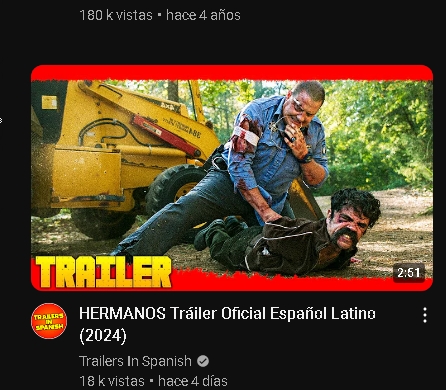 180 k vistas • hace 4 años
CASE
TRAILER
2:51
TRAILERS
IN
SPANISH
HERMANOS Tráiler Oficial Español Latino
(2024)
Trailers In Spanish
18 k vistas • hace 4 días